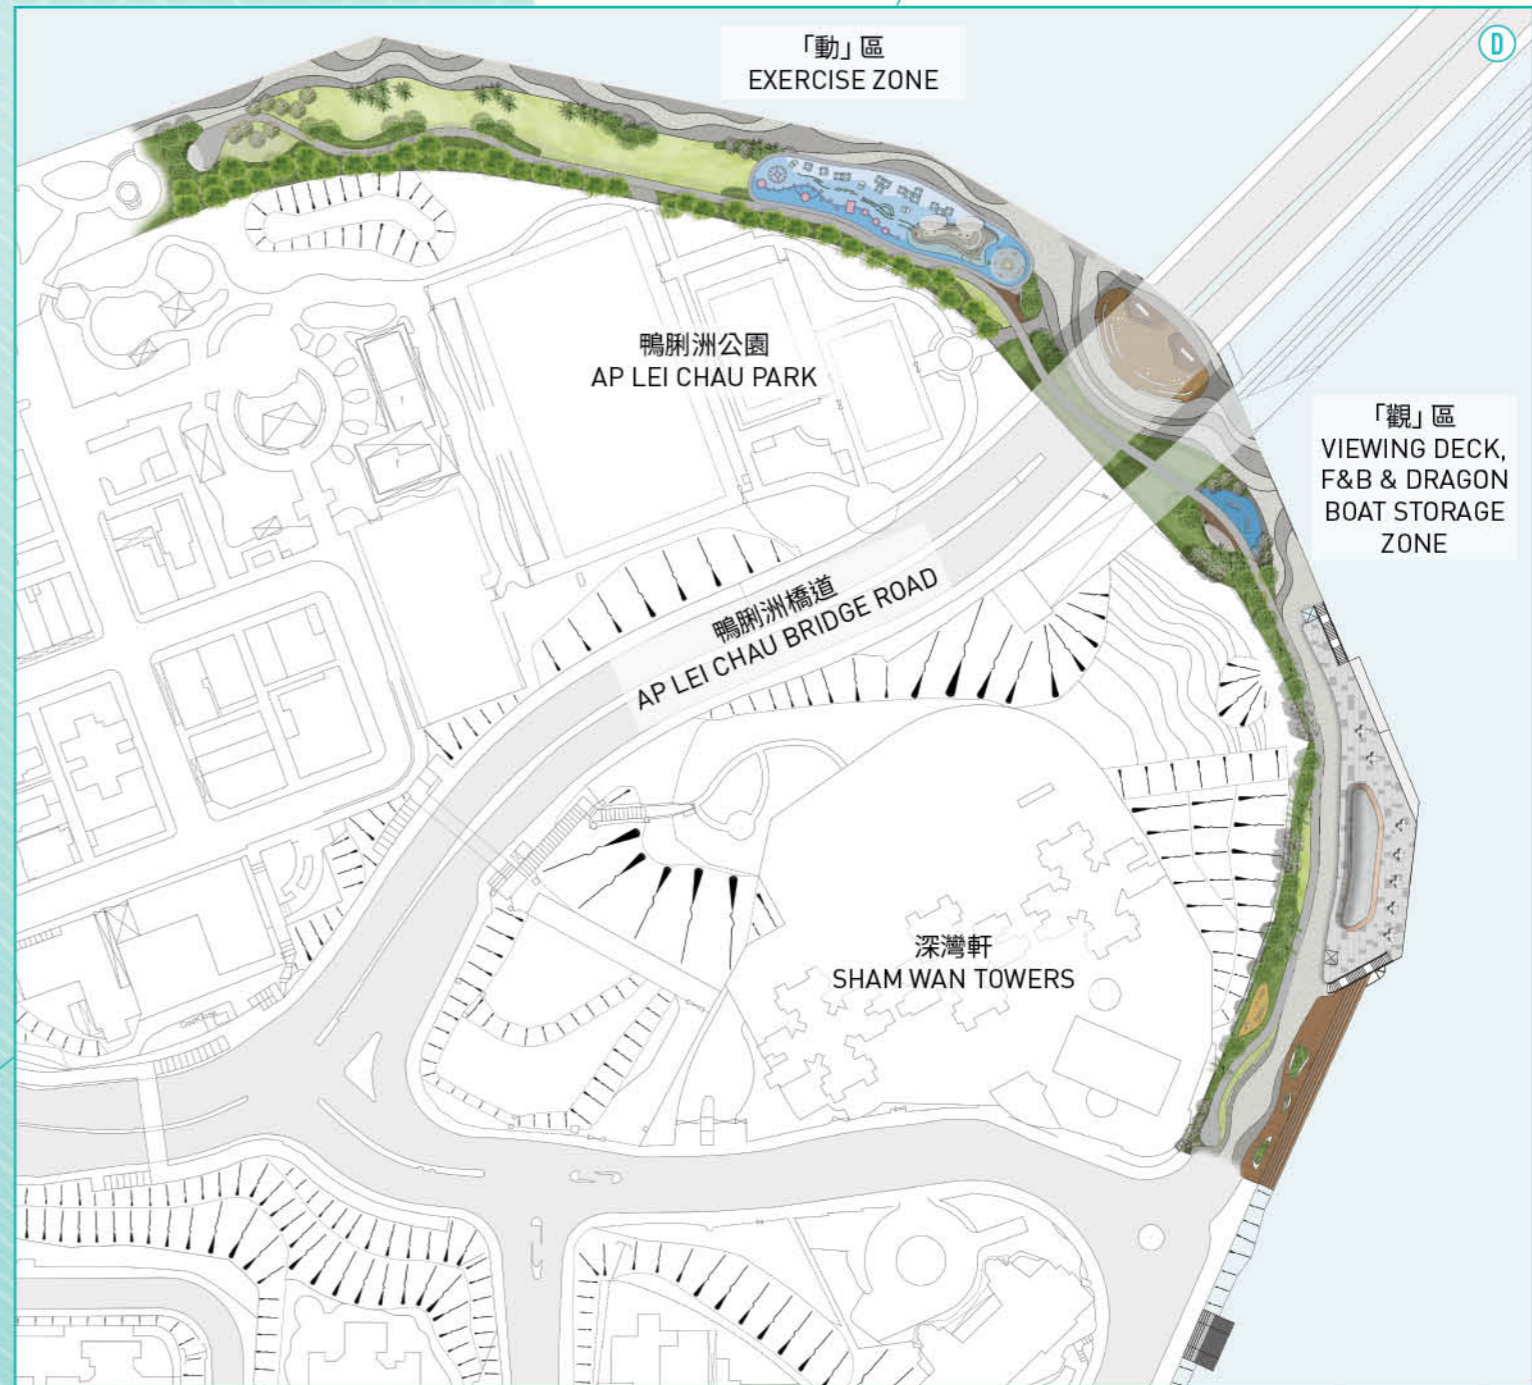 「動」區
EXERCISE ZONE
D
鴨脷洲公園
AP LEI CHAU PARK
「觀」區
VIEWING DECK,
F&B & DRAGON
BOAT STORAGE
ZONE
鴨脷洲橋道
AP LEI CHAU BRIDGE ROAD
深灣軒
SHAM WAN TOWERS